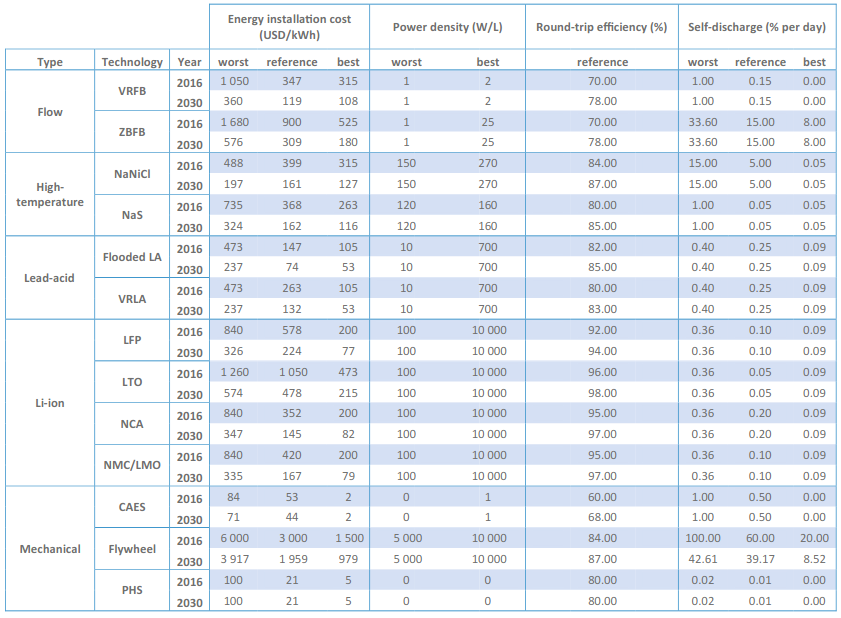 Energy installation cost (USD/kWh) Power density (W/L) Round-trip efficiency (%) Self-discharge (% per day)
Type Technology Year worst reference best worst best reference worst reference best
Flow VRFB 2016 1 050 347 315 1 2 70.00 1.00 0.15 0.00
2030 360 119 108 1 2 78.00 1.00 0.15 0.00
ZBFB 2016 1 680 900 525 1 25 70.00 33.60 15.00 8.00
2030 576 309 180 1 25 78.00 33.60 15.00 8.00
High-temperature NaNiCl 2016 488 399 315 150 270 84.00 15.00 5.00 0.05
2030 197 161 127 150 270 87.00 15.00 5.00 0.05
NaS 2016 735 368 263 120 160 80.00 1.00 0.05 0.05
2030 324 162 116 120 160 85.00 1.00 0.05 0.05
Lead-acid Flooded LA 2016 473 147 105 10 700 82.00 0.40 0.25 0.09
2030 237 74 53 10 700 85.00 0.40 0.25 0.09
VRLA 2016 473 263 105 10 700 80.00 0.40 0.25 0.09
2030 237 132 53 10 700 83.00 0.40 0.25 0.09
Li-ion LFP 2016 840 578 200 100 10 000 92.00 0.36 0.10 0.09
2030 326 224 77 100 10 000 94.00 0.36 0.10 0.09
LTO 2016 1 260 1 050 473 100 10 000 96.00 0.36 0.05 0.09
2030 574 478 215 100 10 000 98.00 0.36 0.05 0.09
NCA 2016 840 352 200 100 10 000 95.00 0.36 0.20 0.09
2030 347 145 82 100 10 000 97.00 0.36 0.20 0.09
NMC/LMO 2016 840 420 200 100 10 000 95.00 0.36 0.10 0.09
2030 335 167 79 100 10 000 97.00 0.36 0.10 0.09
Mechanical CAES 2016 84 53 2 0 1 60.00 1.00 0.50 0.00
2030 71 44 2 0 1 68.00 1.00 0.50 0.00
Flywheel 2016 6 000 3 000 1 500 5 000 10 000 84.00 100.00 60.00 20.00
2030 3 917 1 959 979 5 000 10 000 87.00 42.61 39.17 8.52
PHS 2016 100 21 5 0 0 80.00 0.02 0.01 0.00
2030 100 21 5 0 0 80.00 0.02 0.01 0.00